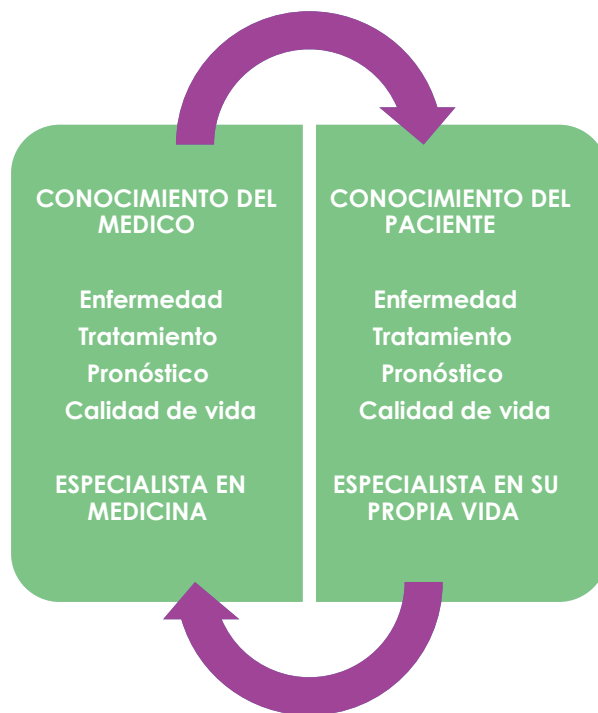 CONOCIMIENTO DEL
MEDICO
Enfermedad
Tratamiento
Pronóstico
Calidad de vida
ESPECIALISTA EN
MEDICINA
CONOCIMIENTO DEL
PACIENTE
Enfermedad
Tratamiento
Pronóstico
Calidad de vida
ESPECIALISTA EN SU
PROPIA VIDA